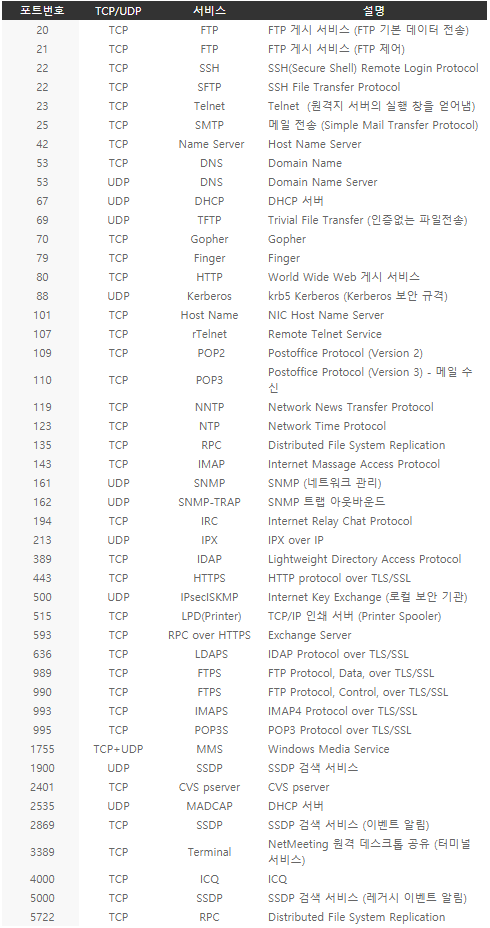 포트번호 TCP/UDP 서비스 설명
20 TCP FTP FTP 게시 서비스 (FTP 기본 데이터 전송)
21 TCP FTP FTP 게시 서비스 (FTP 제어)
22 TCP SSH SSH(Secure Shell) Remote Login Protocol
22 TCP SFTP SSH File Transfer Protocol
23 TCP Telnet Telnet (원격지 서버의 실행 창을 얻어냄)
25 TCP SMTP 메일 전송 (Simple Mail Transfer Protocol)
42 TCP Name Server Host Name Server
53 TCP DNS Domain Name
53 UDP DNS Domain Name Server
67 UDP DHCP DHCP 서버
69 UDP TFTP Trivial File Transfer (인증없는 파일전송)
70 TCP Gopher Gopher
79 TCP Finger Finger
80 TCP HTTP World Wide Web 게시 서비스
88 UDP Kerberos krb5 Kerberos (Kerberos 보안 규격)
101 TCP Host Name NIC Host Name Server
107 TCP rTelnet Remote Telnet Service
109 TCP POP2 Postoffice Protocol (Version 2)
110 TCP POP3 Postoffice Protocol (Version 3) - 메일 수
신
119 TCP NNTP Network News Transfer Protocol
123 TCP NTP Network Time Protocol
135 TCP RPC Distributed File System Replication
143 TCP IMAP Internet Massage Access Protocol
161 UDP SNMP SNMP (네트워크 관리)
162 UDP SNMP-TRAP SNMP 트랩 아웃바운드
194 TCP IRC Internet Relay Chat Protocol
213 UDP IPX IPX over IP
389 TCP IDAP Lightweight Directory Access Protocol
443 TCP HTTPS HTTP protocol over TLS/SSL
500 UDP IPsecISKMP Internet Key Exchange (로컬 보안 기관)
515 TCP LPD(Printer) TCP/IP 인쇄 서버 (Printer Spooler)
593 TCP RPC over HTTPS Exchange Server
636 TCP LDAPS IDAP Protocol over TLS/SSL
989 TCP FTPS FTP Protocol, Data, over TLS/SSL
990 TCP FTPS FTP Protocol, Control, over TLS/SSL
993 TCP IMAPS IMAP4 Protocol over TLS/SSL
995 TCP POP3S POP3 Protocol over TLS/SSL
1755 TCP+UDP MMS Windows Media Service
1900 UDP SSDP SSDP 검색 서비스
2401 TCP CVS pserver CVS pserver
2535 UDP MADCAP DHCP 서버
2869 TCP SSDP SSDP 검색 서비스 (이벤트 알림)
3389 TCP Terminal NetMeeting 원격 데스크톱 공유 (터미널
서비스)
4000 TCP ICQ ICQ
5000 TCP SSDP SSDP 검색 서비스 (레거시 이벤트 알림)
5722 TCP RPC Distributed File System Replication